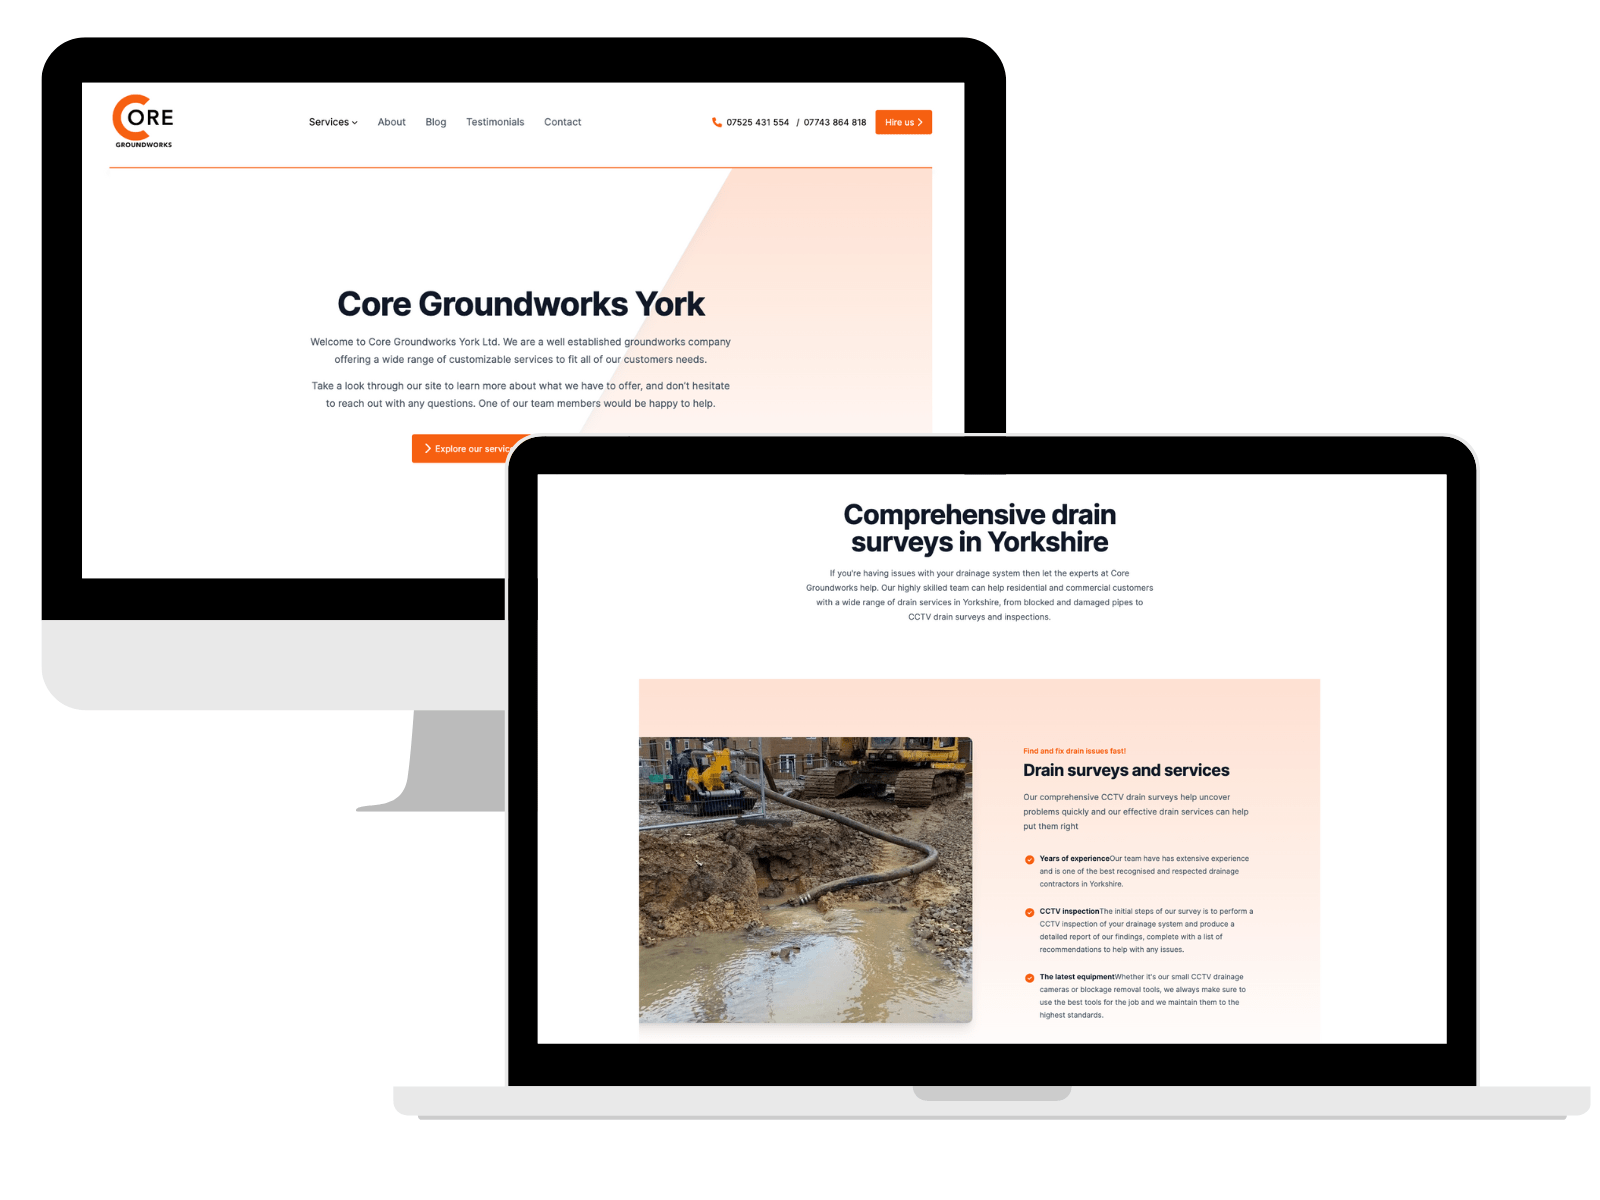 CORE
GROUNDWORKS
Services About Blog Testimonials Contact
07525 431 554 / 07743 864 818
Hire us
Core Groundworks York
Welcome to Core Groundworks York Ltd. We are a well established groundworks company
offering a wide range of customizable services to fit all of our customers needs.
Take a look through our site to learn more about what we have to offer, and don't hesitate
to reach out with any questions. One of our team members would be happy to help.
Explore our servic
Comprehensive drain
surveys in Yorkshire
If you're having issues with your drainage system then let the experts at Core
Groundworks help. Our highly skilled team can help residential and commercial customers
with a wide range of drain services in Yorkshire, from blocked and damaged pipes to
CCTV drain surveys and inspections.
Find and fix drain issues fast!
Drain surveys and services
Our comprehensive CCTV drain surveys help uncover
problems quickly and our effective drain services can help
put them right
Years of experienceOur team have has extensive experience
and is one of the best recognised and respected drainage
contractors in Yorkshire.
CCTV inspectionThe initial steps of our survey is to perform a
CCTV inspection of your drainage system and produce a
detailed report of our findings, complete with a list of
recommendations to help with any issues.
The latest equipmentWhether it's our small CCTV drainage
cameras or blockage removal tools, we always make sure to
use the best tools for the job and we maintain them to the
highest standards.